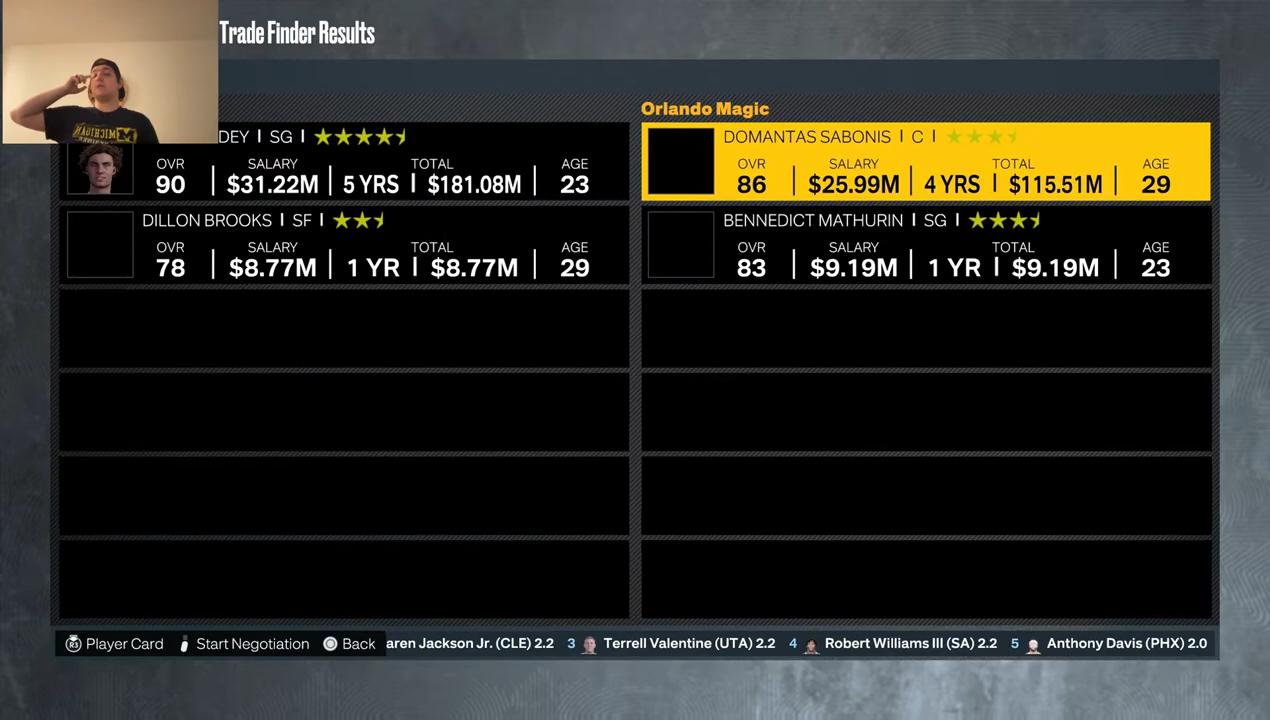 Trade Finder Results
Orlando Magic
DEY | SG |
OVR SALARY TOTAL AGE
90 $31.22M 5 YRS | $181.08M 23
DOMANTAS SABONIS | C |
OVR SALARY TOTAL AGE
86 $25.99M 4 YRS | $115.51M 29
DILLON BROOKS | SF |
OVR SALARY TOTAL AGE
78 $8.77M 1 YR | $8.77M 29
BENNEDICT MATHURIN | SG |
OVR SALARY TOTAL AGE
83 $9.19M 1 YR | $9.19M 23
R3 Player Card Start Negotiation Back aren Jackson Jr. (CLE) 2.2 3 Terrell Valentine (UTA) 2.2 4 Robert Williams III (SA) 2.2 5 Anthony Davis (PHX) 2.0